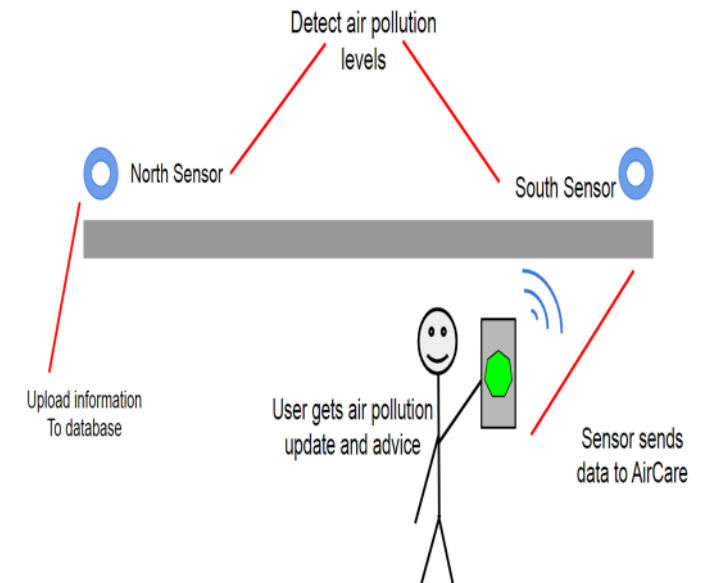 Detect air pollution
levels
North Sensor
South Sensor
Upload information
To database
User gets air pollution
update and advice
Sensor sends
data to AirCare